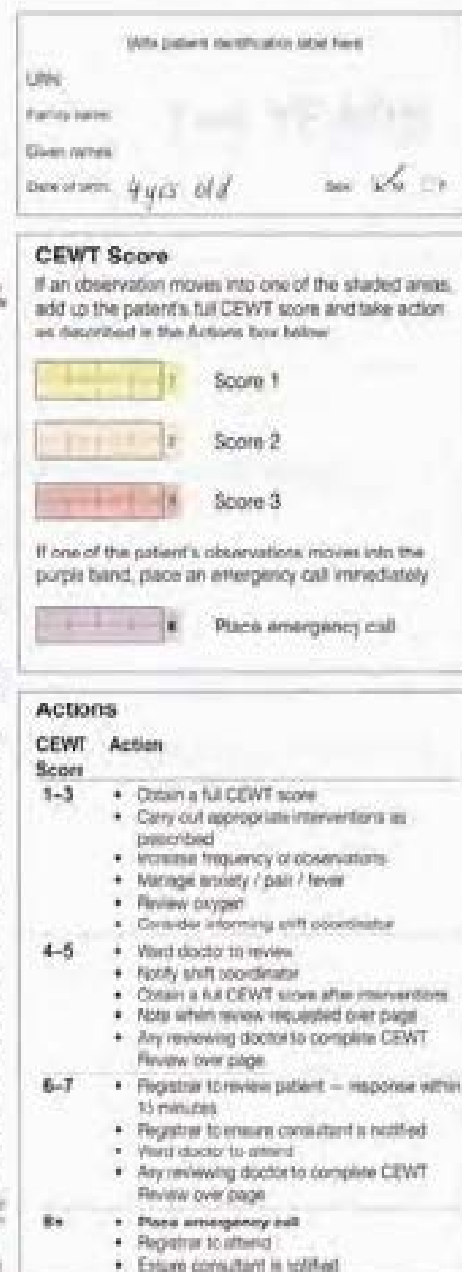 Write patient identification label here
URN:
Family name:
Given names:
Date of birth: 4 yrs old Sex: M F
CEWT Score
If an observation moves into one of the shaded areas,
add up the patient's full CEWT score and take action
as described in the Actions box below
1 Score 1
2 Score 2
3 Score 3
If one of the patient's observations moves into the
purple band, place an emergency call immediately
Place emergency call
Actions
CEWT Action
Score
1–3 • Obtain a full CEWT score
• Carry out appropriate interventions as
prescribed
• Increase frequency of observations
• Manage anxiety / pain / fever
• Review oxygen
• Consider informing shift coordinator
4–5 • Ward doctor to review
• Notify shift coordinator
• Obtain a full CEWT score after interventions
• Note when review requested over page
• Any reviewing doctor to complete CEWT
Review over page
6–7 • Registrar to review patient — response within
15 minutes
• Registrar to ensure consultant is notified
• Ward doctor to attend
• Any reviewing doctor to complete CEWT
Review over page
8+ • Place emergency call
• Registrar to attend
• Ensure consultant is notified